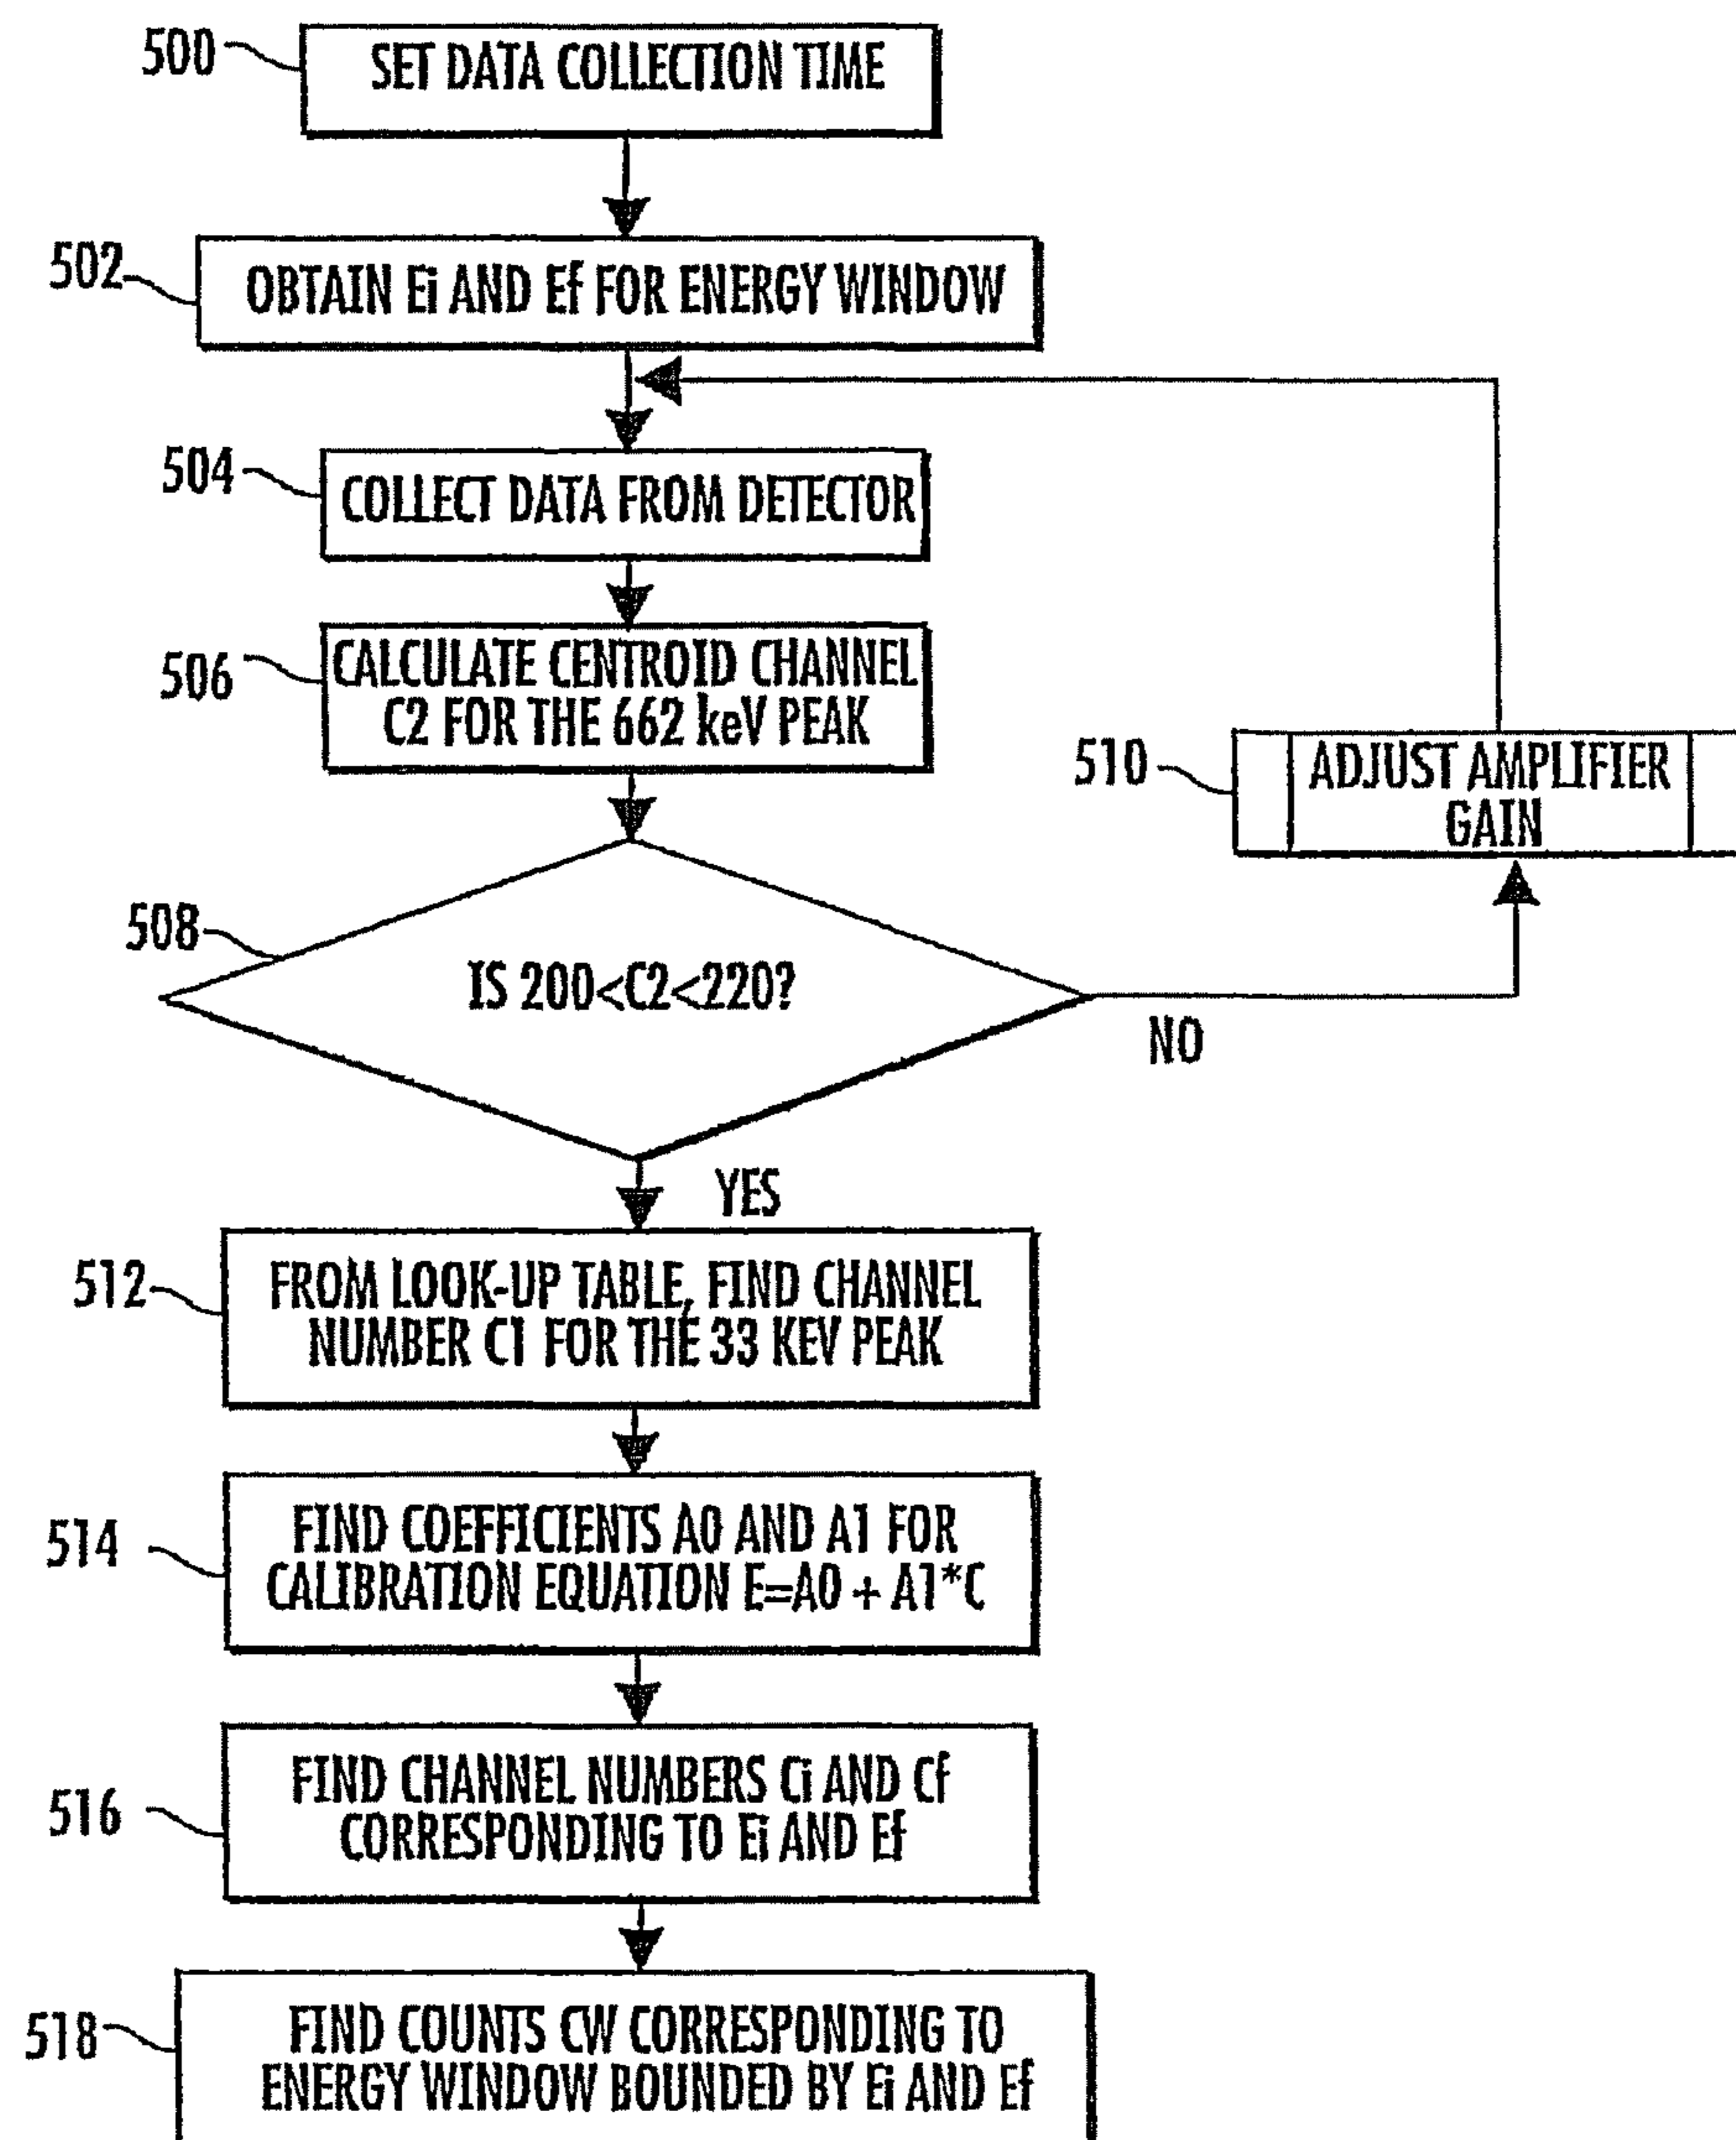 500
SET DATA COLLECTION TIME
502
OBTAIN Ei AND Ef FOR ENERGY WINDOW
504
COLLECT DATA FROM DETECTOR
506
CALCULATE CENTROID CHANNEL
C2 FOR THE 662 keV PEAK
510
ADJUST AMPLIFIER
GAIN
508
IS 200<C2<220?
NO
YES
512
FROM LOOK-UP TABLE, FIND CHANNEL
NUMBER C1 FOR THE 33 KEV PEAK
514
FIND COEFFICIENTS A0 AND A1 FOR
CALIBRATION EQUATION E=A0 + A1*C
516
FIND CHANNEL NUMBERS Ci AND Cf
CORRESPONDING TO Ei AND Ef
518
FIND COUNTS CW CORRESPONDING TO
ENERGY WINDOW BOUNDED BY Ei AND Ef